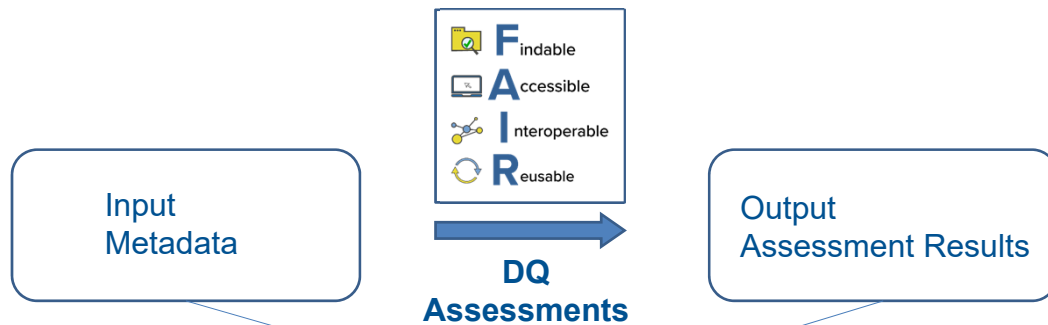 Findable
Accessible
Interoperable
Reusable
Input
Metadata
DQ
Assessments
Output
Assessment Results